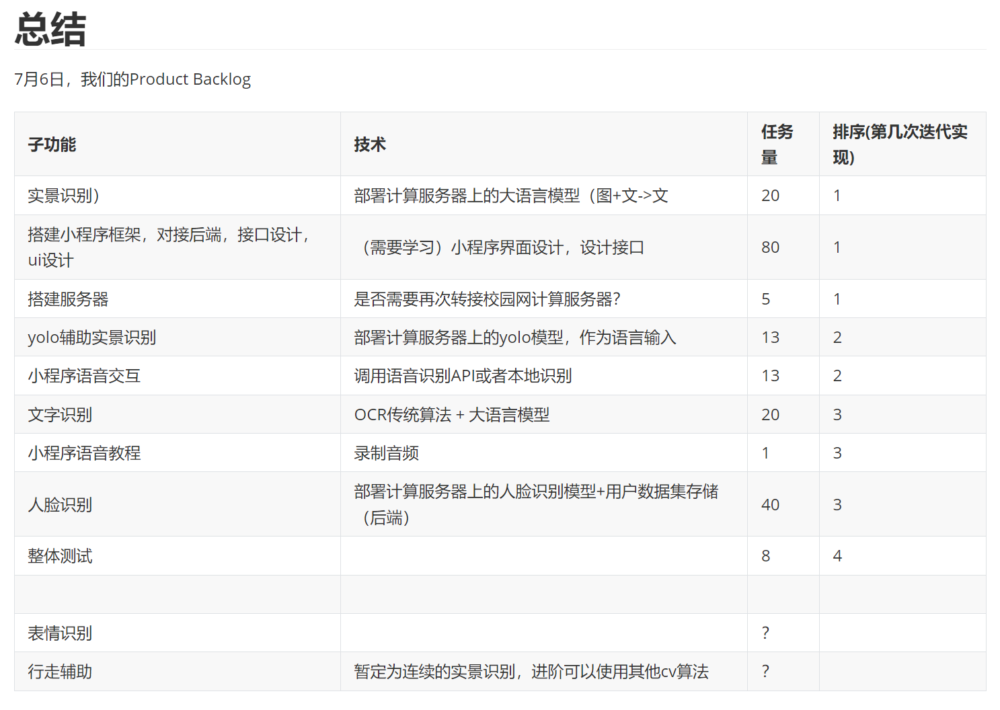 总结
7月6日，我们的Product Backlog
子功能 技术 任务量 排序(第几次迭代实现)
实景识别） 部署计算服务器上的大语言模型（图+文->文 20 1
搭建小程序框架，对接后端，接口设计，ui设计 （需要学习）小程序界面设计，设计接口 80 1
搭建服务器 是否需要再次转接校园网计算服务器？ 5 1
yolo辅助实景识别 部署计算服务器上的yolo模型，作为语言输入 13 2
小程序语音交互 调用语音识别API或者本地识别 13 2
文字识别 OCR传统算法 + 大语言模型 20 3
小程序语音教程 录制音频 1 3
人脸识别 部署计算服务器上的人脸识别模型+用户数据集存储（后端） 40 3
整体测试 8 4
表情识别 ？
行走辅助 暂定为连续的实景识别，进阶可以使用其他cv算法 ？